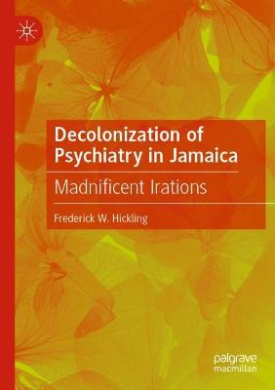 Decolonization of
Psychiatry in Jamaica
Madnificent Irations
Frederick W. Hickling
palgrave
macmillan